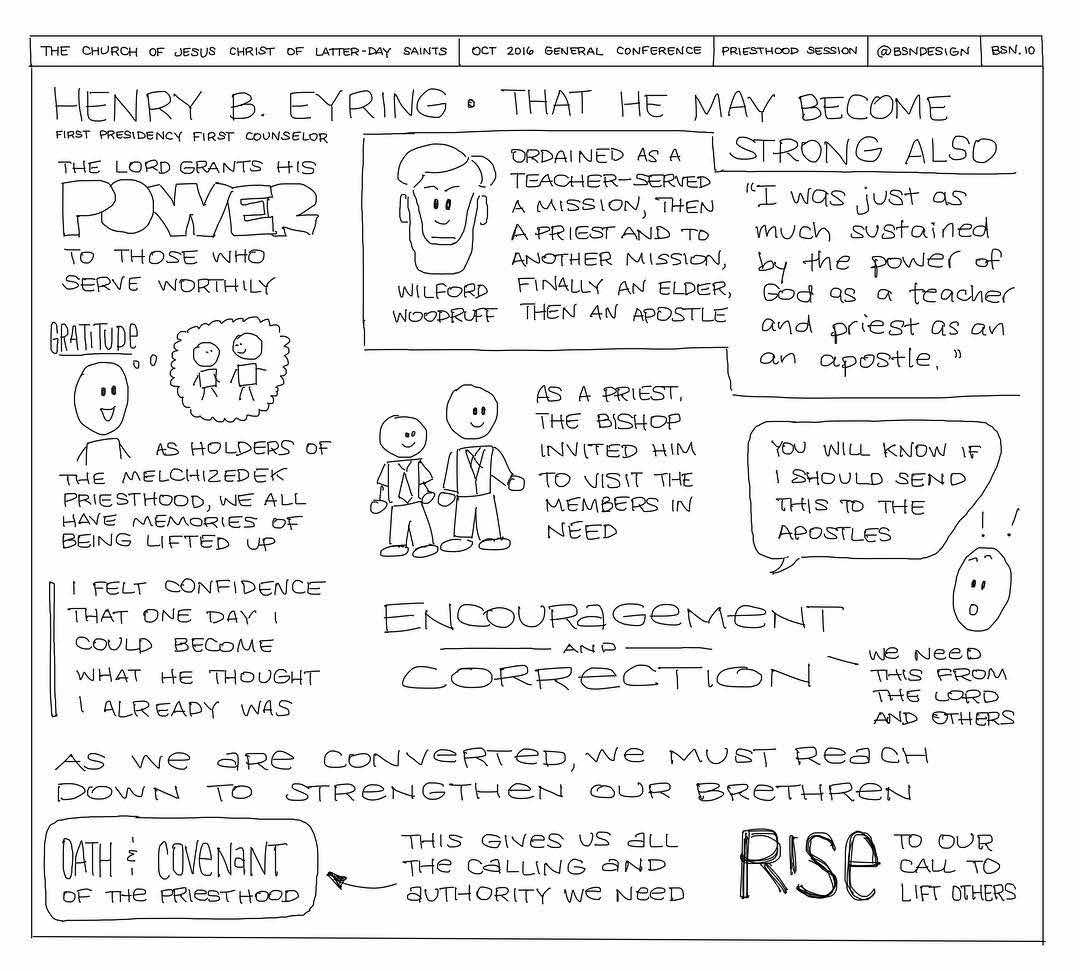 THE CHURCH OF JESUS CHRIST OF LATTER-DAY SAINTS
OCT 2016 GENERAL CONFERENCE
PRIESTHOOD SESSION
@BSNDESIGN
BSN.10
HENRY B. EYRING • THAT HE MAY BECOME
STRONG ALSO
FIRST PRESIDENCY FIRST COUNSELOR
THE LORD GRANTS HIS
POWER
TO THOSE WHO
SERVE WORTHILY
WILFORD
WOODRUFF
ORDAINED AS A
TEACHER-SERVED
A MISSION, THEN
A PRIEST AND TO
ANOTHER MISSION,
FINALLY AN ELDER,
THEN AN APOSTLE
"I was just as
much sustained
by the power of
God as a teacher
and priest as an
an apostle."
GRATITUDE
AS HOLDERS OF
THE MELCHIZEDEK
PRIESTHOOD, WE ALL
HAVE MEMORIES OF
BEING LIFTED UP
AS A PRIEST,
THE BISHOP
INVITED HIM
TO VISIT THE
MEMBERS IN
NEED
YOU WILL KNOW IF
I SHOULD SEND
THIS TO THE
APOSTLES
! !
I FELT CONFIDENCE
THAT ONE DAY I
COULD BECOME
WHAT HE THOUGHT
I ALREADY WAS
ENCOURAGEMENT
AND
CORRECTION
WE NEED
THIS FROM
THE LORD
AND OTHERS
AS WE ARE CONVERTED, WE MUST REACH
DOWN TO STRENGTHEN OUR BRETHREN
OATH & COVENANT
OF THE PRIESTHOOD
THIS GIVES US ALL
THE CALLING AND
AUTHORITY WE NEED
RISE
TO OUR
CALL TO
LIFT OTHERS